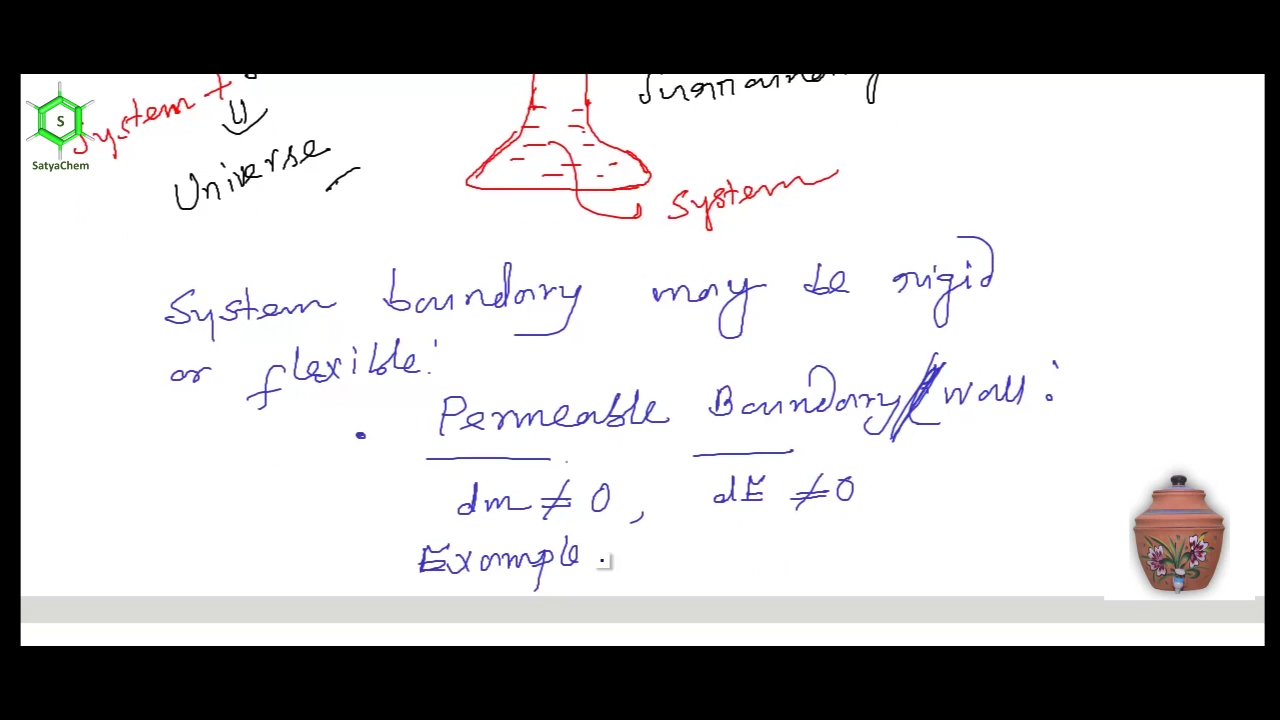 System +
Surrounding
S
SatyaChem
Universe
System
System boundary may be rigid
or flexible:
• Permeable Boundary/wall:
dm ≠ 0, dE ≠ 0
Example: